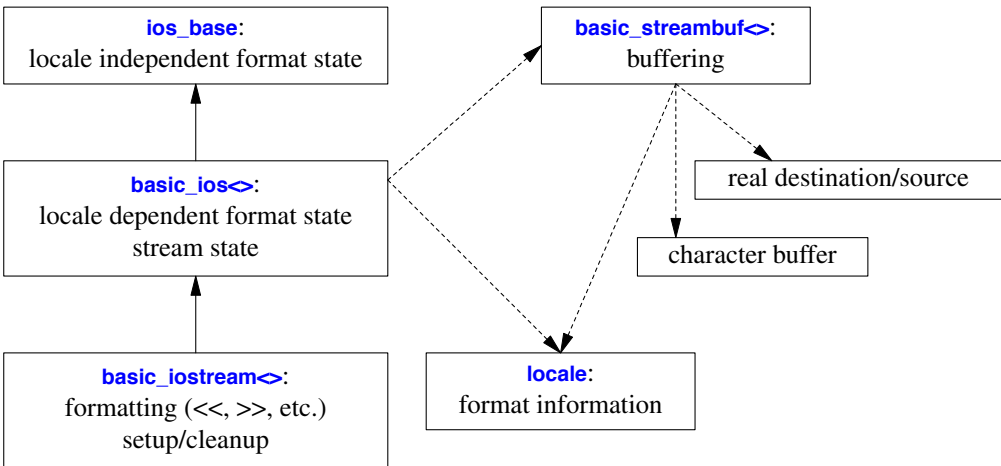 ios_base:
locale independent format state
basic_streambuf<>:
buffering
basic_ios<>:
locale dependent format state
stream state
real destination/source
character buffer
basic_iostream<>:
formatting (<<, >>, etc.)
setup/cleanup
locale:
format information